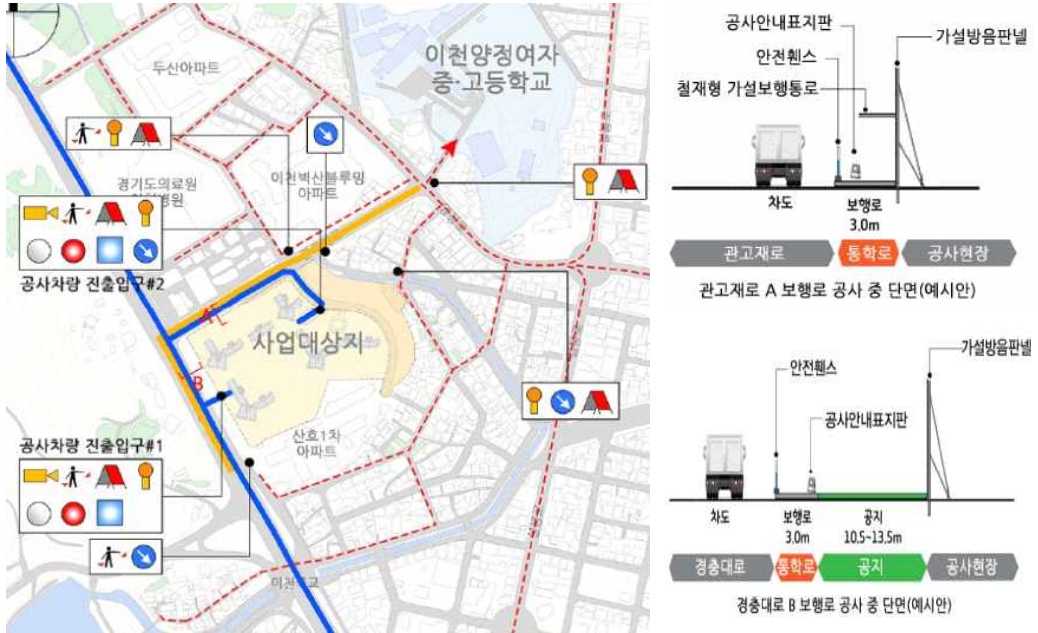 두산아파트
이천양정여자
중·고등학교
경기도의료원
이천벽산블루밍
아파트
공사차량 진출입구#2
A
사업대상지
B
산호1차
아파트
공사차량 진출입구#1
공사안내표지판
안전휀스
철재형 가설보행통로
가설방음판넬
차도
보행로
3.0m
관고재로
통학로
공사현장
관고재로 A 보행로 공사 중 단면(예시안)
가설방음판넬
안전휀스
공사안내표지판
차도
보행로
3.0m
공지
10.5~13.5m
경충대로
통학로
공지
공사현장
경충대로 B 보행로 공사 중 단면(예시안)